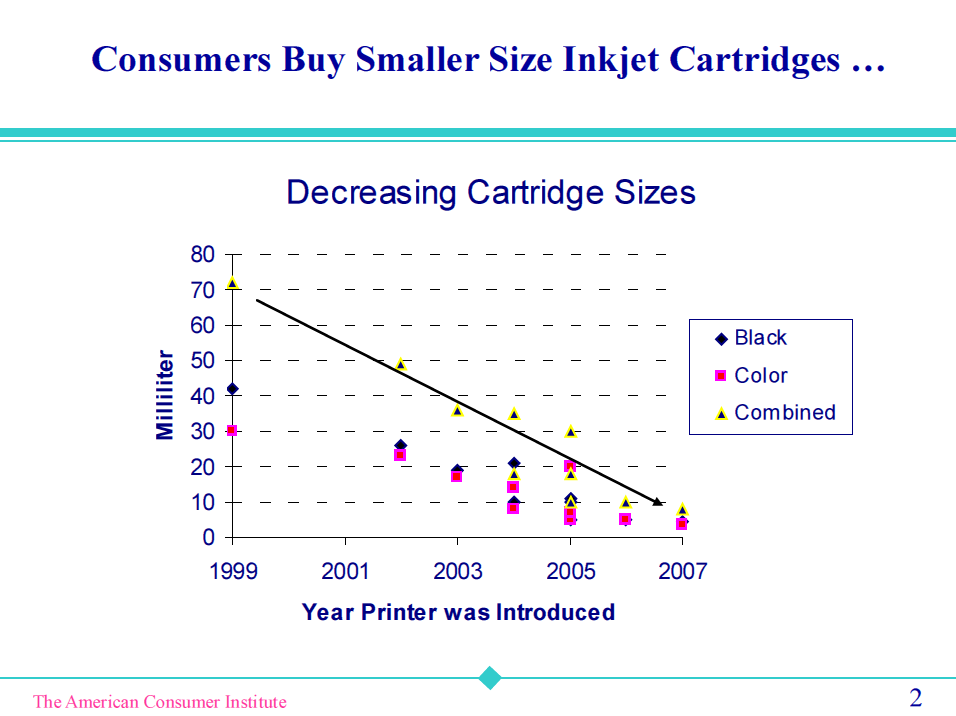 Consumers Buy Smaller Size Inkjet Cartridges …
Decreasing Cartridge Sizes
80
70
60
50
40
30
20
10
0
Milliliter
1999 2001 2003 2005 2007
Year Printer was Introduced
Black
Color
Combined
The American Consumer Institute
2